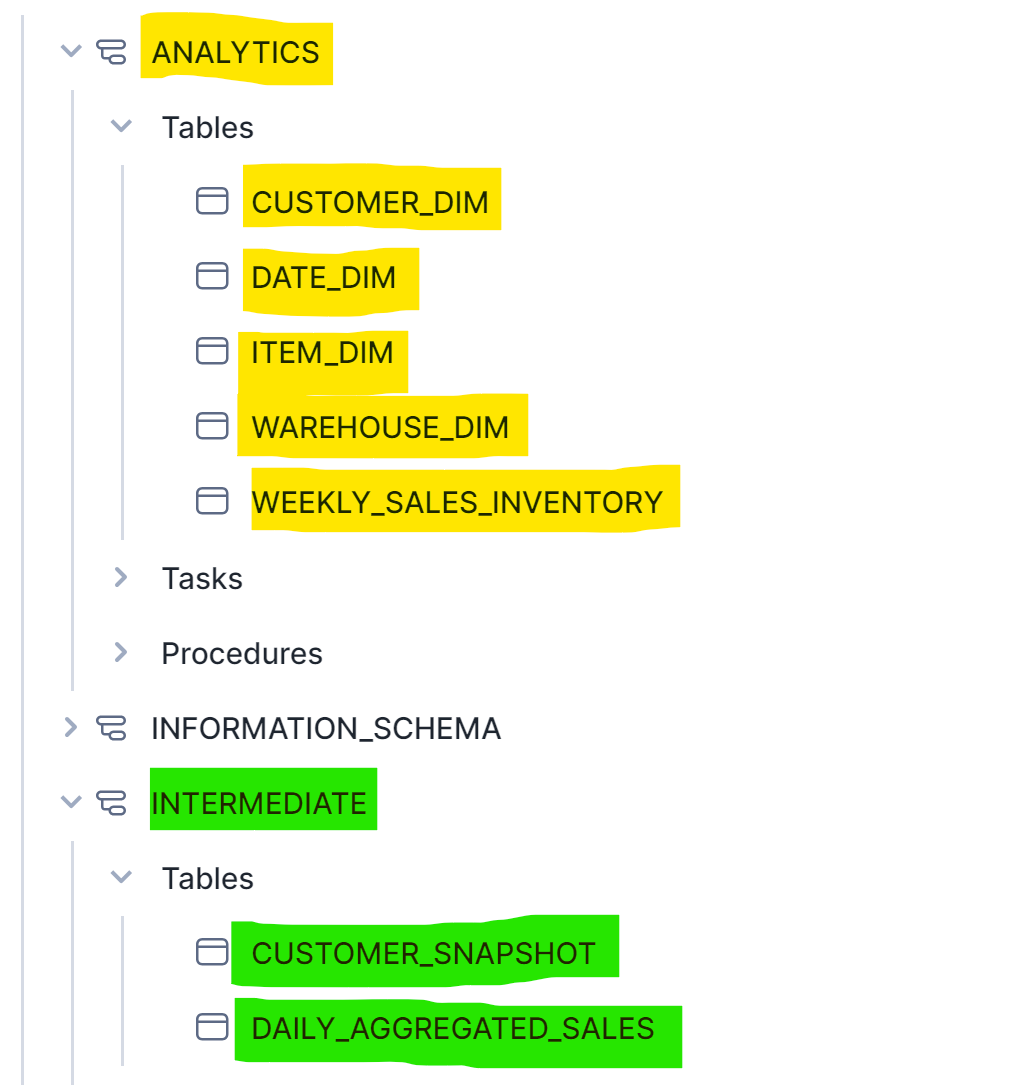 ANALYTICS
Tables
CUSTOMER_DIM
DATE_DIM
ITEM_DIM
WAREHOUSE_DIM
WEEKLY_SALES_INVENTORY
Tasks
Procedures
INFORMATION_SCHEMA
INTERMEDIATE
Tables
CUSTOMER_SNAPSHOT
DAILY_AGGREGATED_SALES